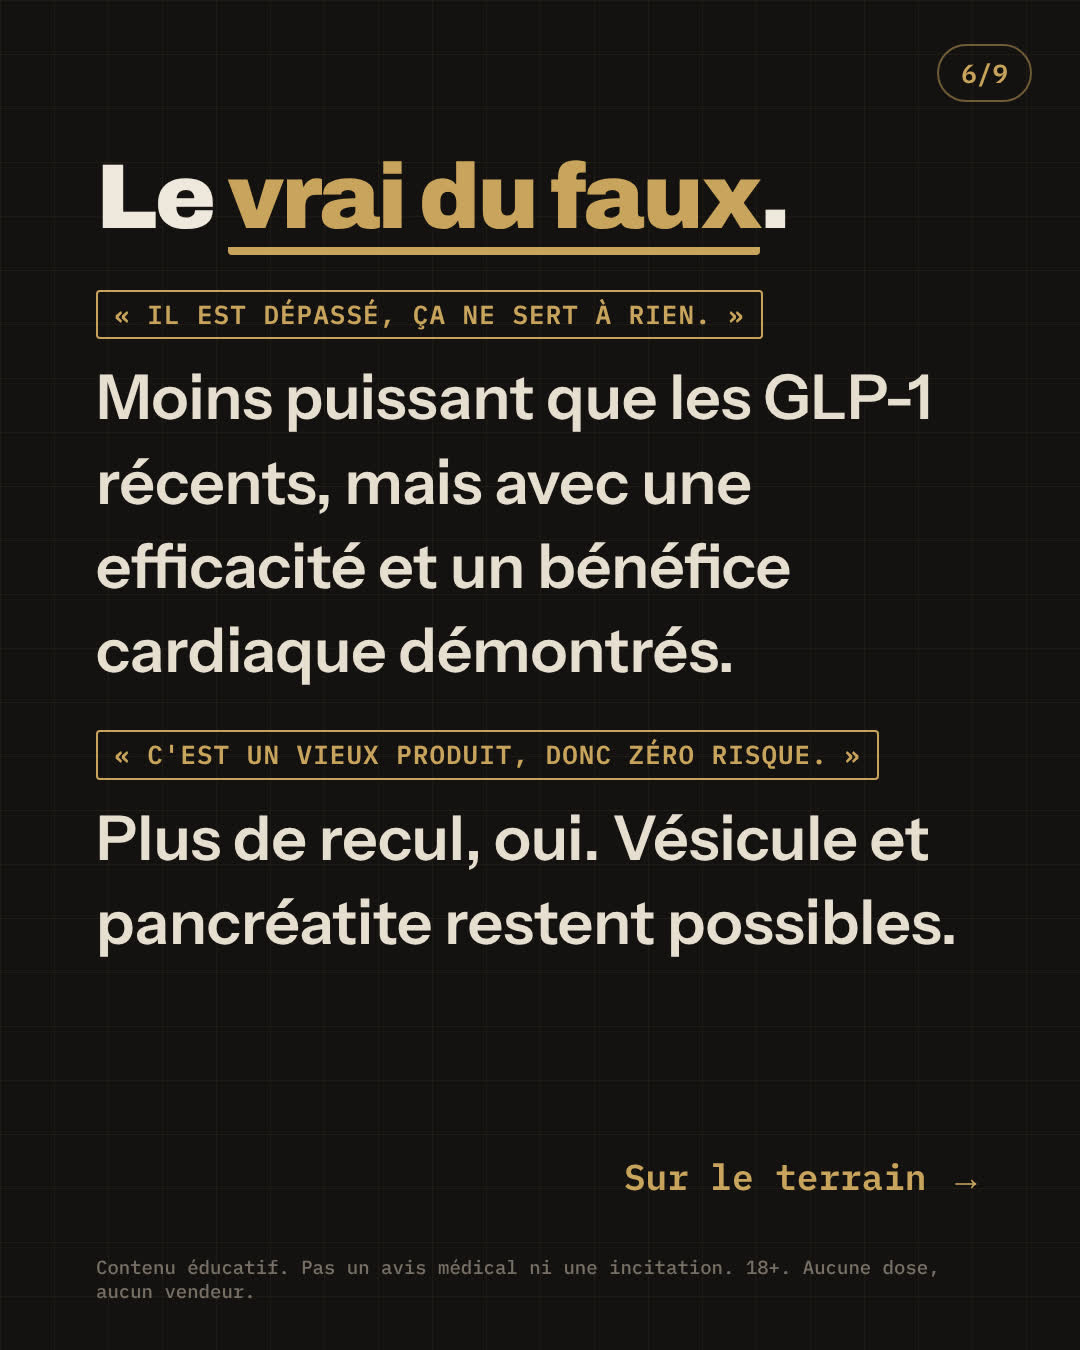 6/9
Le vrai du faux.
« IL EST DÉPASSÉ, ÇA NE SERT À RIEN. »
Moins puissant que les GLP-1
récents, mais avec une
efficacité et un bénéfice
cardiaque démontrés.
« C'EST UN VIEUX PRODUIT, DONC ZÉRO RISQUE. »
Plus de recul, oui. Vésicule et
pancréatite restent possibles.
Sur le terrain →
Contenu éducatif. Pas un avis médical ni une incitation. 18+. Aucune dose,
aucun vendeur.